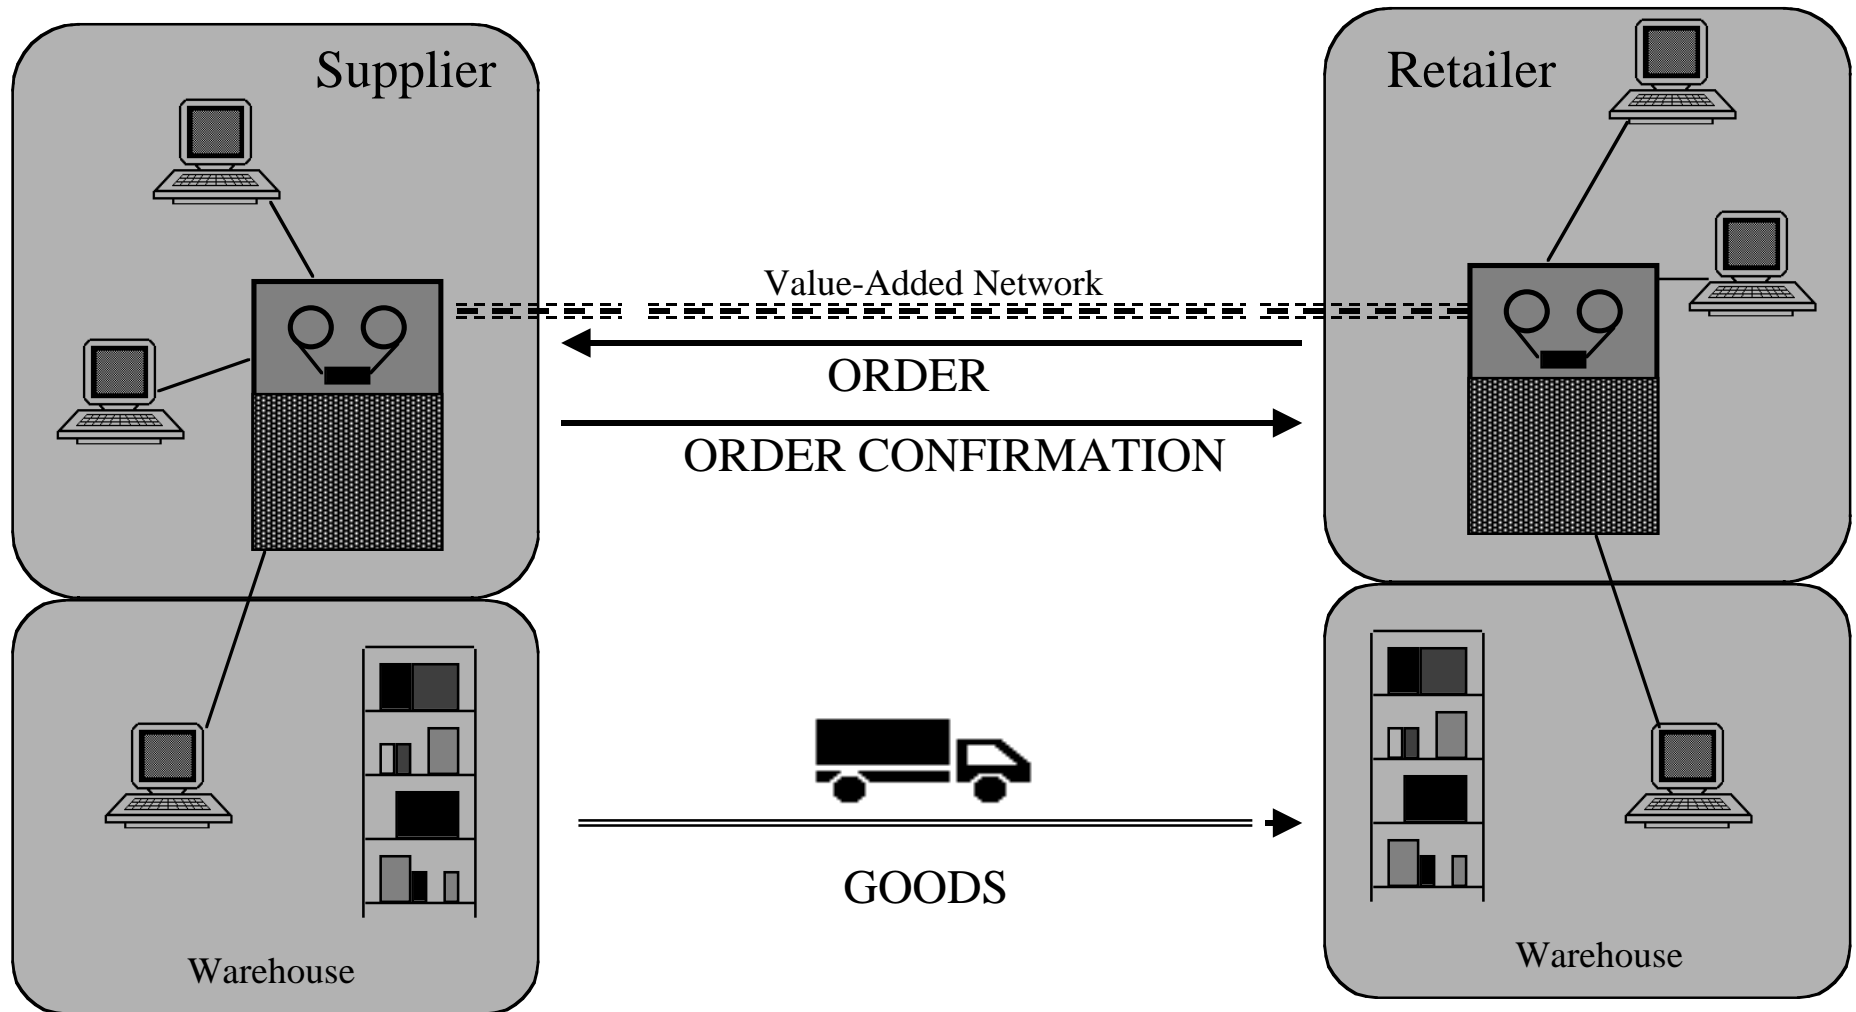 Supplier
Retailer
Value-Added Network
ORDER
ORDER CONFIRMATION
GOODS
Warehouse
Warehouse